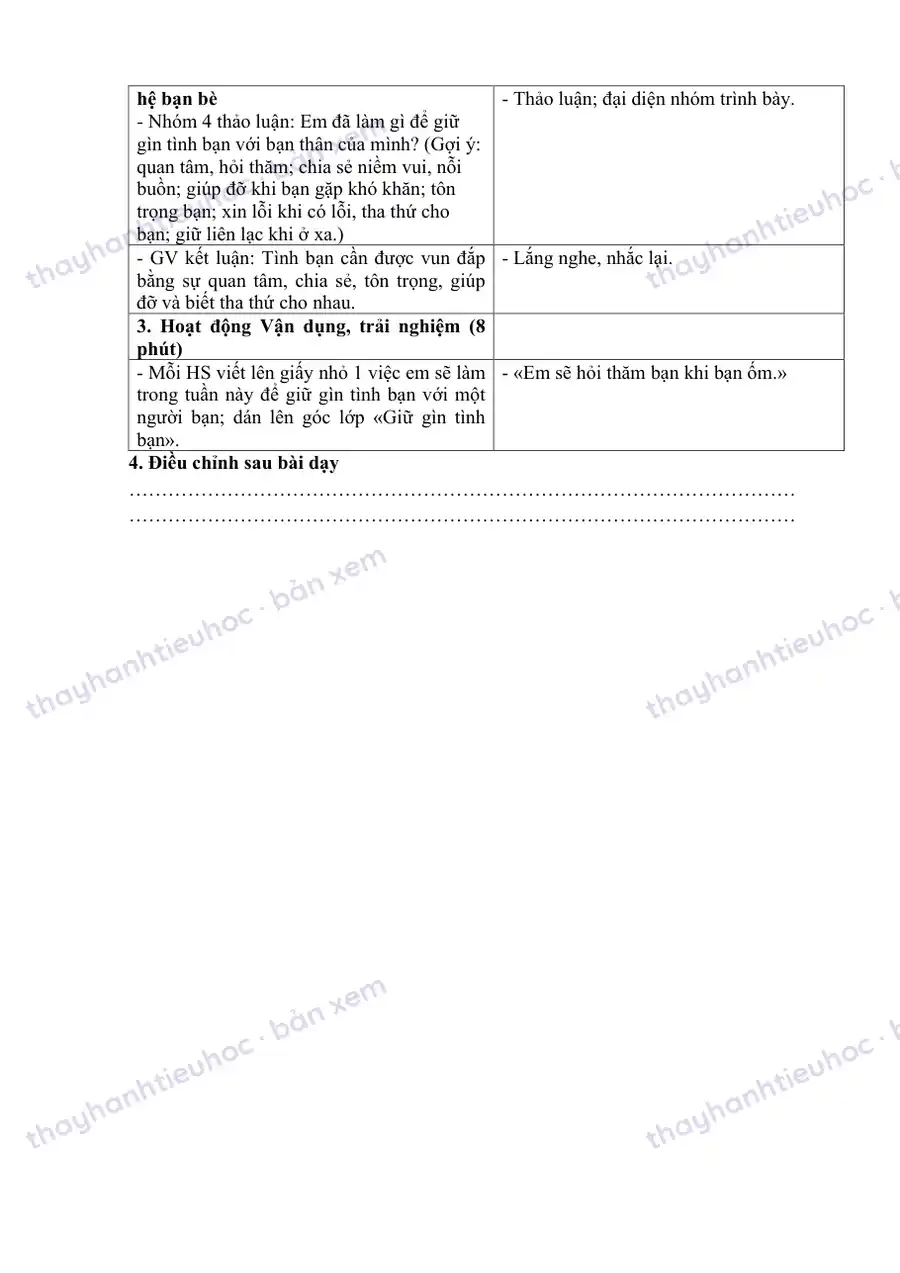 hệ bạn bè
- Nhóm 4 thảo luận: Em đã làm gì để giữ
gìn tình bạn với bạn thân của mình? (Gợi ý:
quan tâm, hỏi thăm; chia sẻ niềm vui, nỗi
buồn; giúp đỡ khi bạn gặp khó khăn; tôn
trọng bạn; xin lỗi khi có lỗi, tha thứ cho
bạn; giữ liên lạc khi ở xa.)
- Thảo luận; đại diện nhóm trình bày.
- GV kết luận: Tình bạn cần được vun đắp
bằng sự quan tâm, chia sẻ, tôn trọng, giúp
đỡ và biết tha thứ cho nhau.
- Lắng nghe, nhắc lại.
3. Hoạt động Vận dụng, trải nghiệm (8
phút)
- Mỗi HS viết lên giấy nhỏ 1 việc em sẽ làm
trong tuần này để giữ gìn tình bạn với một
người bạn; dán lên góc lớp «Giữ gìn tình
bạn».
- «Em sẽ hỏi thăm bạn khi bạn ốm.»
4. Điều chỉnh sau bài dạy
……………………………………………………………………………………………
……………………………………………………………………………………………
thayhanhtieuhoc · bản xem
thayhanhtieuhoc · b
thayhanhtieuhoc · bản xem
thayhanhtieuhoc · b
thayhanhtieuhoc · bản xem
thayhanhtieuhoc · b